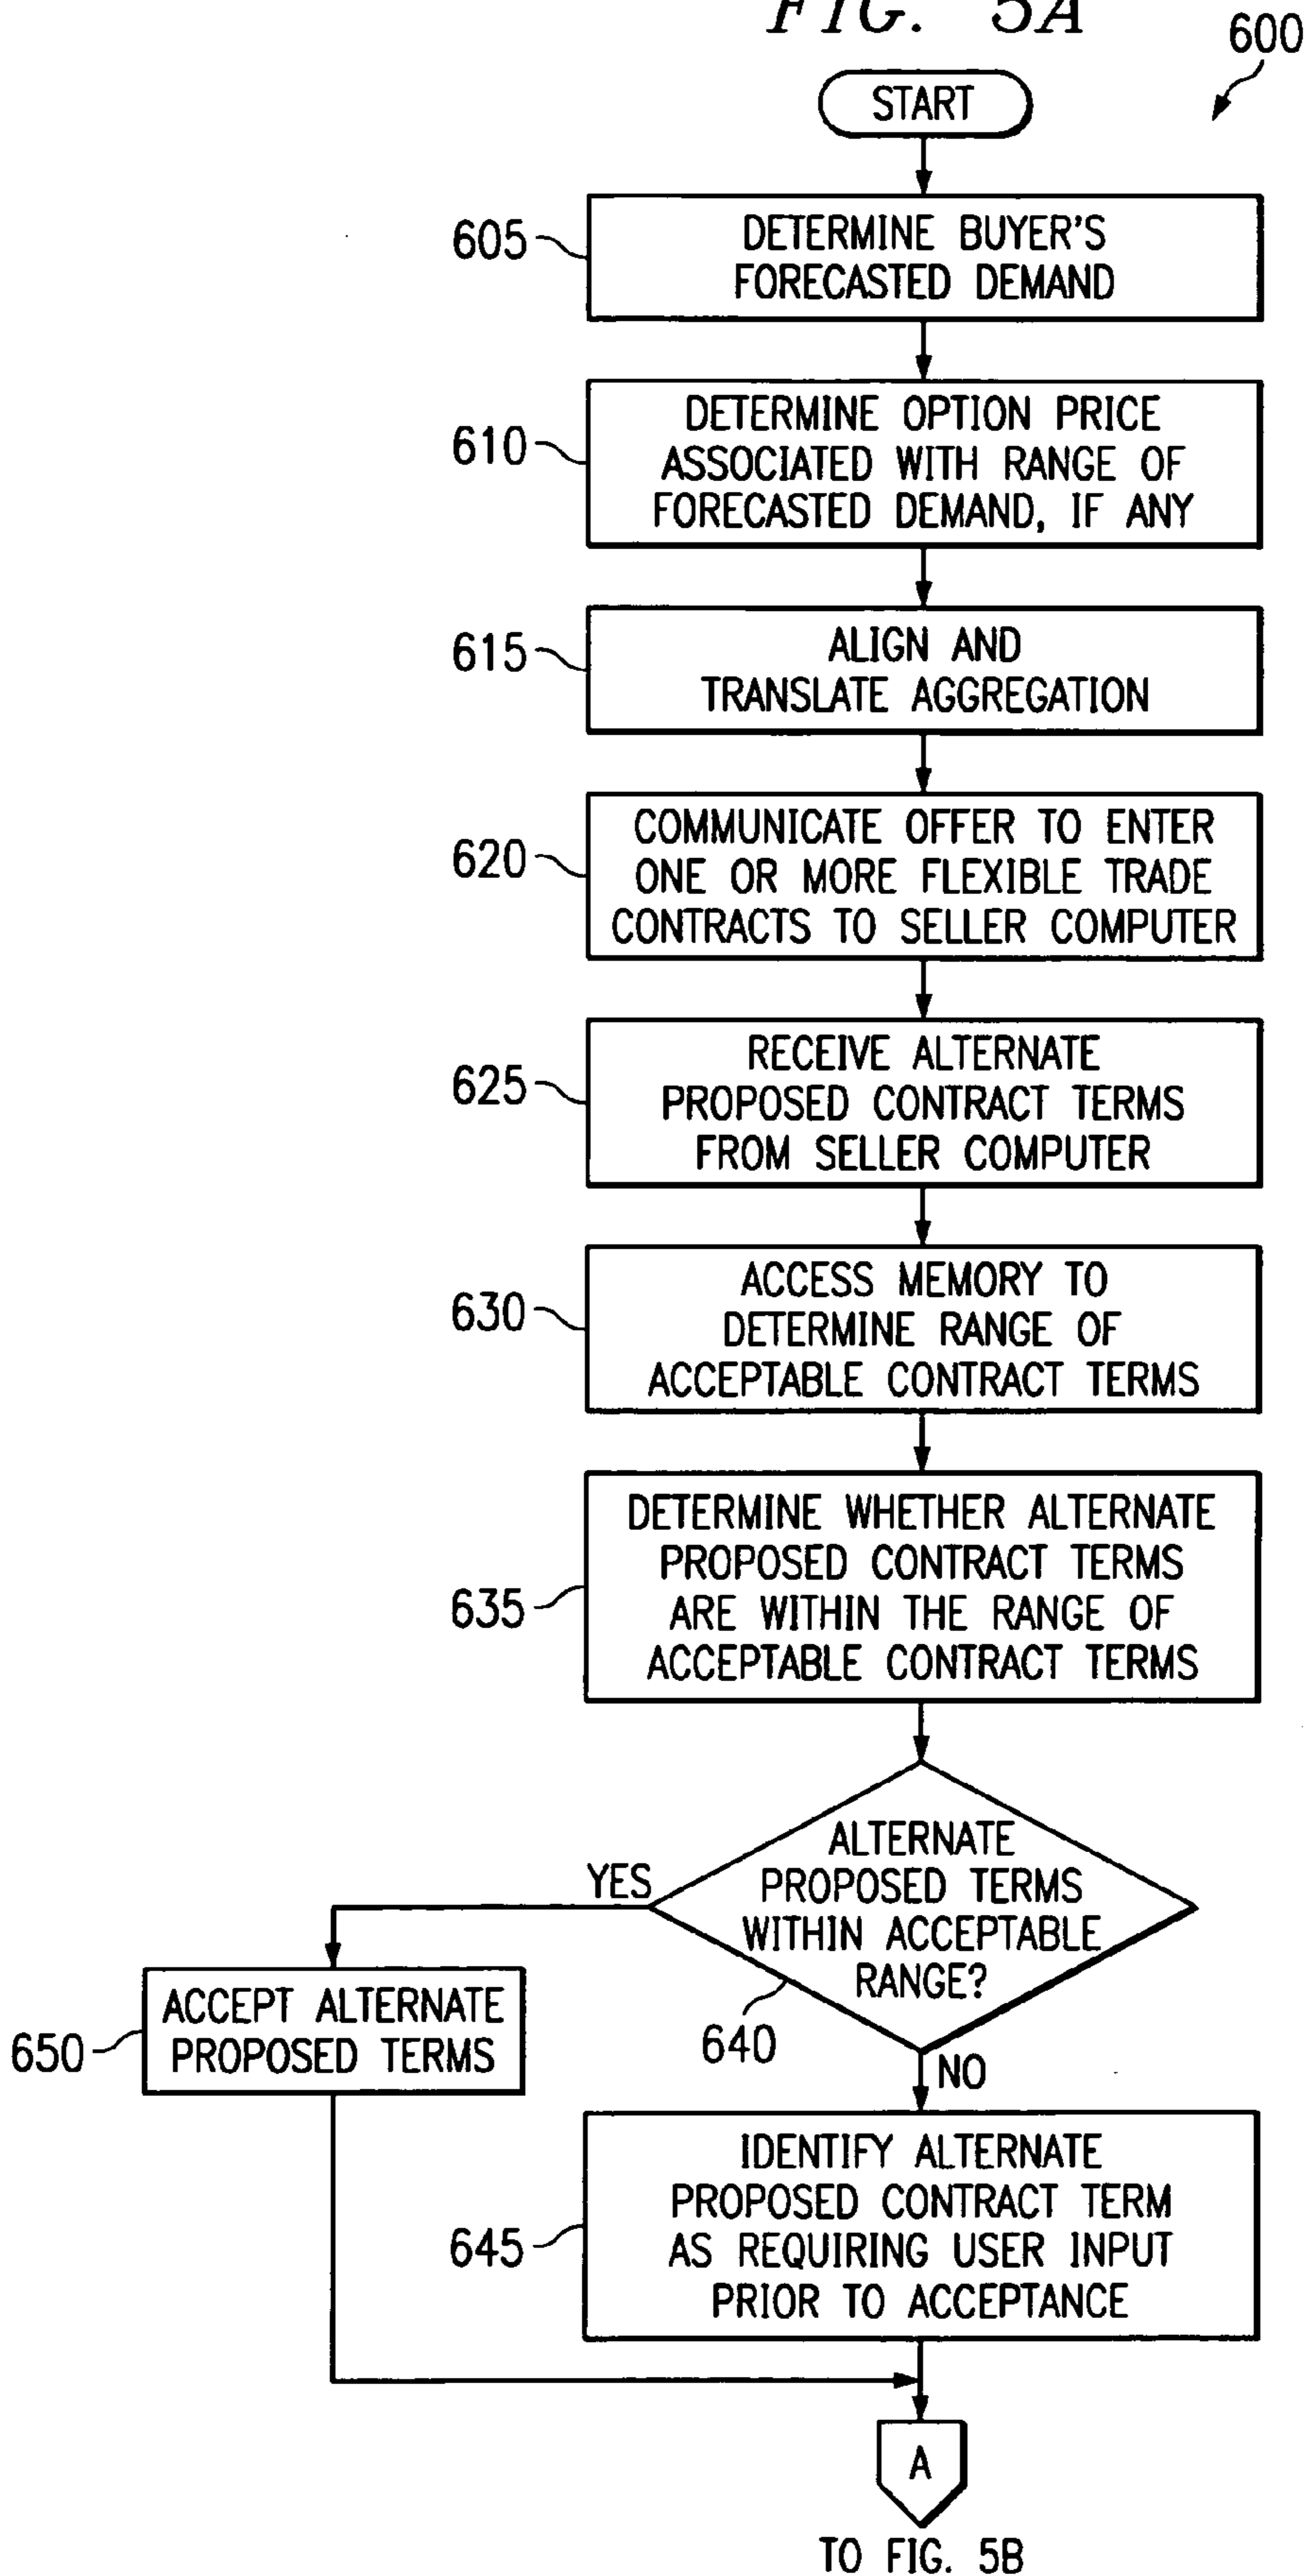 FIG. 5A
600
START
605
DETERMINE BUYER'S
FORECASTED DEMAND
610
DETERMINE OPTION PRICE
ASSOCIATED WITH RANGE OF
FORECASTED DEMAND, IF ANY
615
ALIGN AND
TRANSLATE AGGREGATION
620
COMMUNICATE OFFER TO ENTER
ONE OR MORE FLEXIBLE TRADE
CONTRACTS TO SELLER COMPUTER
625
RECEIVE ALTERNATE
PROPOSED CONTRACT TERMS
FROM SELLER COMPUTER
630
ACCESS MEMORY TO
DETERMINE RANGE OF
ACCEPTABLE CONTRACT TERMS
635
DETERMINE WHETHER ALTERNATE
PROPOSED CONTRACT TERMS
ARE WITHIN THE RANGE OF
ACCEPTABLE CONTRACT TERMS
ALTERNATE
PROPOSED TERMS
WITHIN ACCEPTABLE
RANGE?
YES
640
NO
650
ACCEPT ALTERNATE
PROPOSED TERMS
645
IDENTIFY ALTERNATE
PROPOSED CONTRACT TERM
AS REQUIRING USER INPUT
PRIOR TO ACCEPTANCE
A
TO FIG. 5B